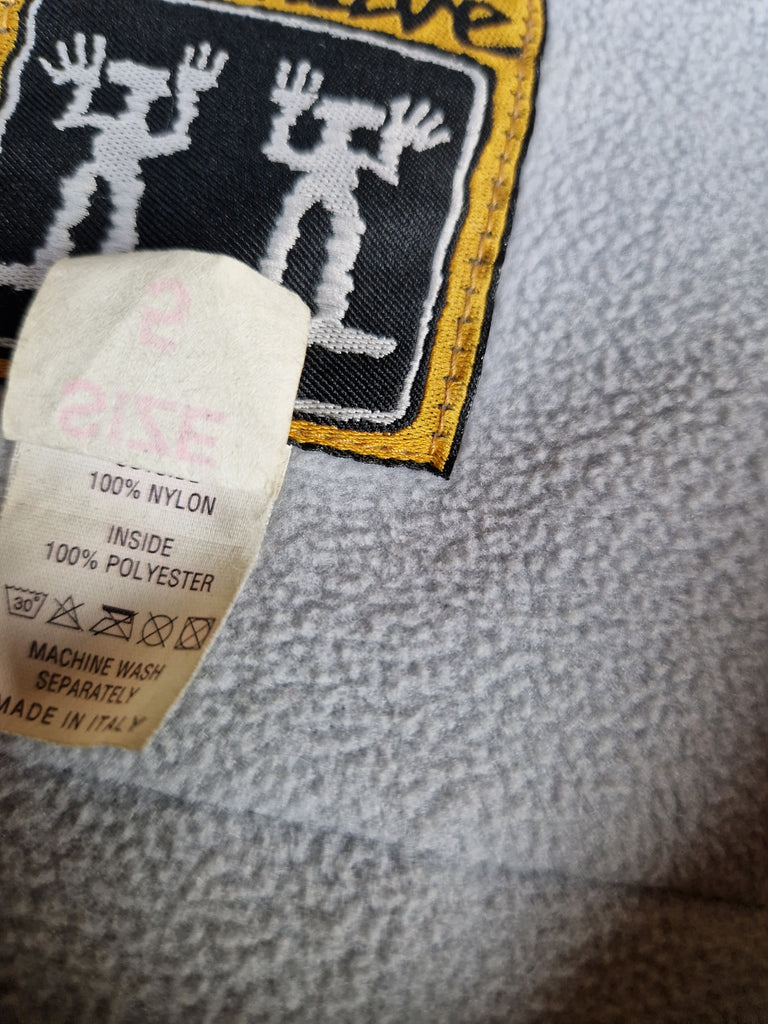 S
SIZE
100% NYLON
INSIDE
100% POLYESTER
30°
MACHINE WASH
SEPARATELY
MADE IN ITALY